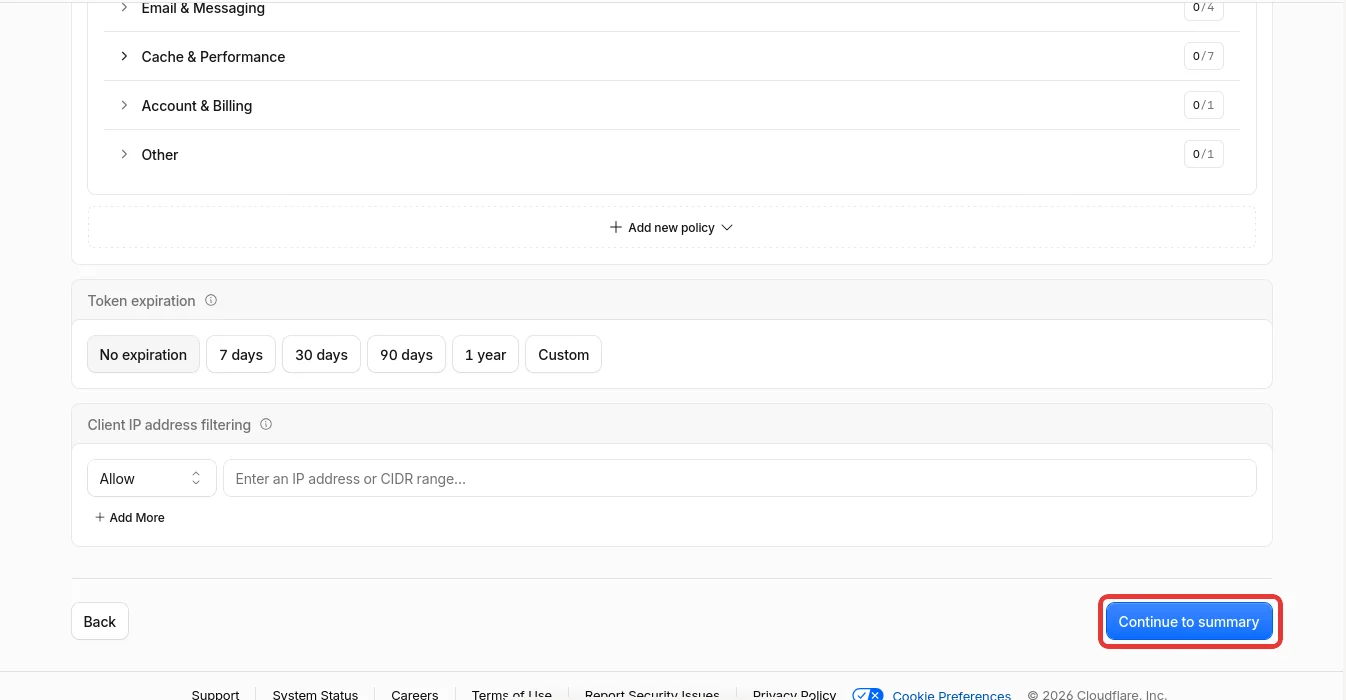 Email & Messaging 0/4
Cache & Performance 0/7
Account & Billing 0/1
Other 0/1
Add new policy
Token expiration
No expiration 7 days 30 days 90 days 1 year Custom
Client IP address filtering
Allow Enter an IP address or CIDR range...
+ Add More
Back Continue to summary
Support System Status Careers Terms of Use Report Security Issues Privacy Policy Cookie Preferences © 2026 Cloudflare, Inc.